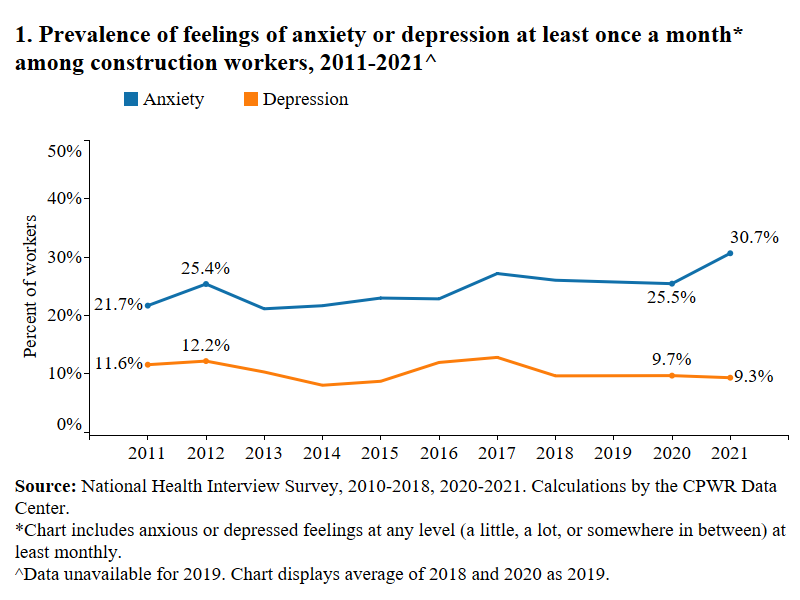 1. Prevalence of feelings of anxiety or depression at least once a month*
among construction workers, 2011-2021^
Anxiety Depression
50%
40%
30%
20%
10%
0%
Percent of workers
21.7%
25.4%
25.5%
30.7%
11.6%
12.2%
9.7%
9.3%
2011 2012 2013 2014 2015 2016 2017 2018 2019 2020 2021
Source: National Health Interview Survey, 2010-2018, 2020-2021. Calculations by the CPWR Data
Center.
*Chart includes anxious or depressed feelings at any level (a little, a lot, or somewhere in between) at
least monthly.
^Data unavailable for 2019. Chart displays average of 2018 and 2020 as 2019.